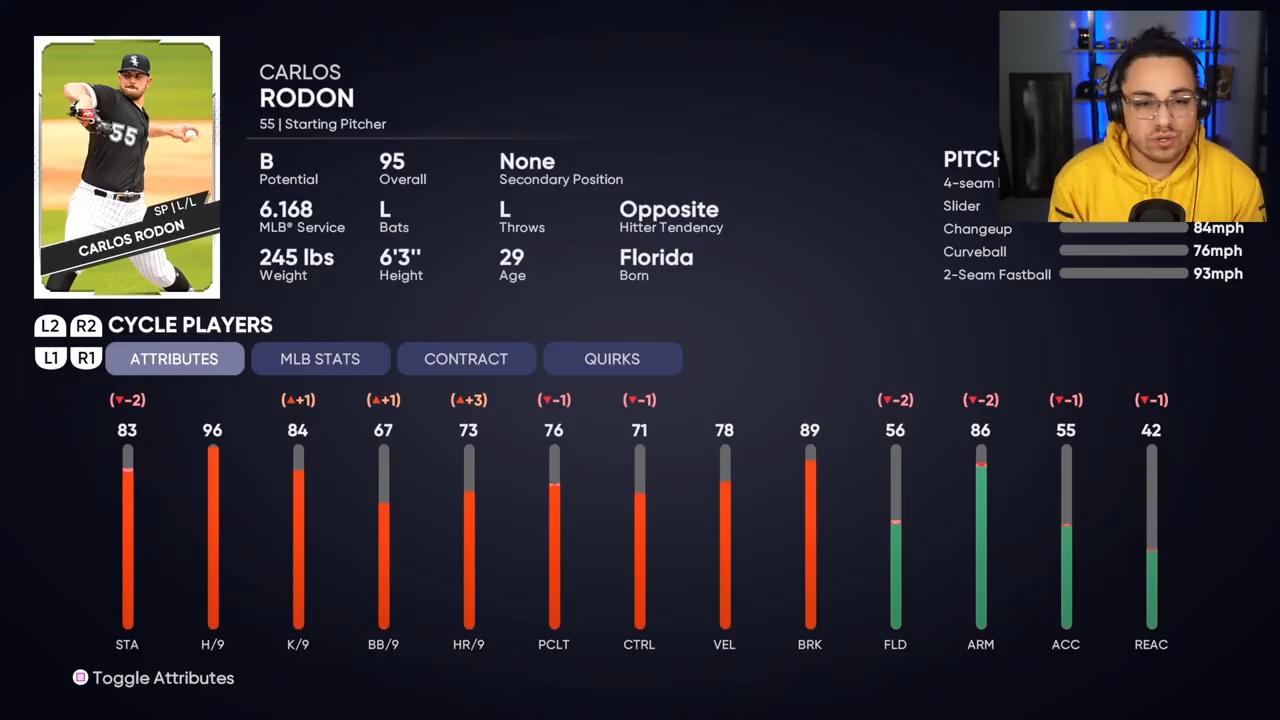 CARLOS
RODON
55 | Starting Pitcher
B
Potential
95
Overall
None
Secondary Position
6.168
MLB® Service
L
Bats
L
Throws
Opposite
Hitter Tendency
245 lbs
Weight
6'3''
Height
29
Age
Florida
Born
55
SP | L/L
CARLOS RODON
PITCH
4-seam
Slider
Changeup 84mph
Curveball 76mph
2-Seam Fastball 93mph
L2 R2 CYCLE PLAYERS
L1 R1 ATTRIBUTES MLB STATS CONTRACT QUIRKS
(▼-2) (▲+1) (▲+1) (▲+3) (▼-1) (▼-1) (▼-2) (▼-2) (▼-1) (▼-1)
83 96 84 67 73 76 71 78 89 56 86 55 42
STA H/9 K/9 BB/9 HR/9 PCLT CTRL VEL BRK FLD ARM ACC REAC
Toggle Attributes